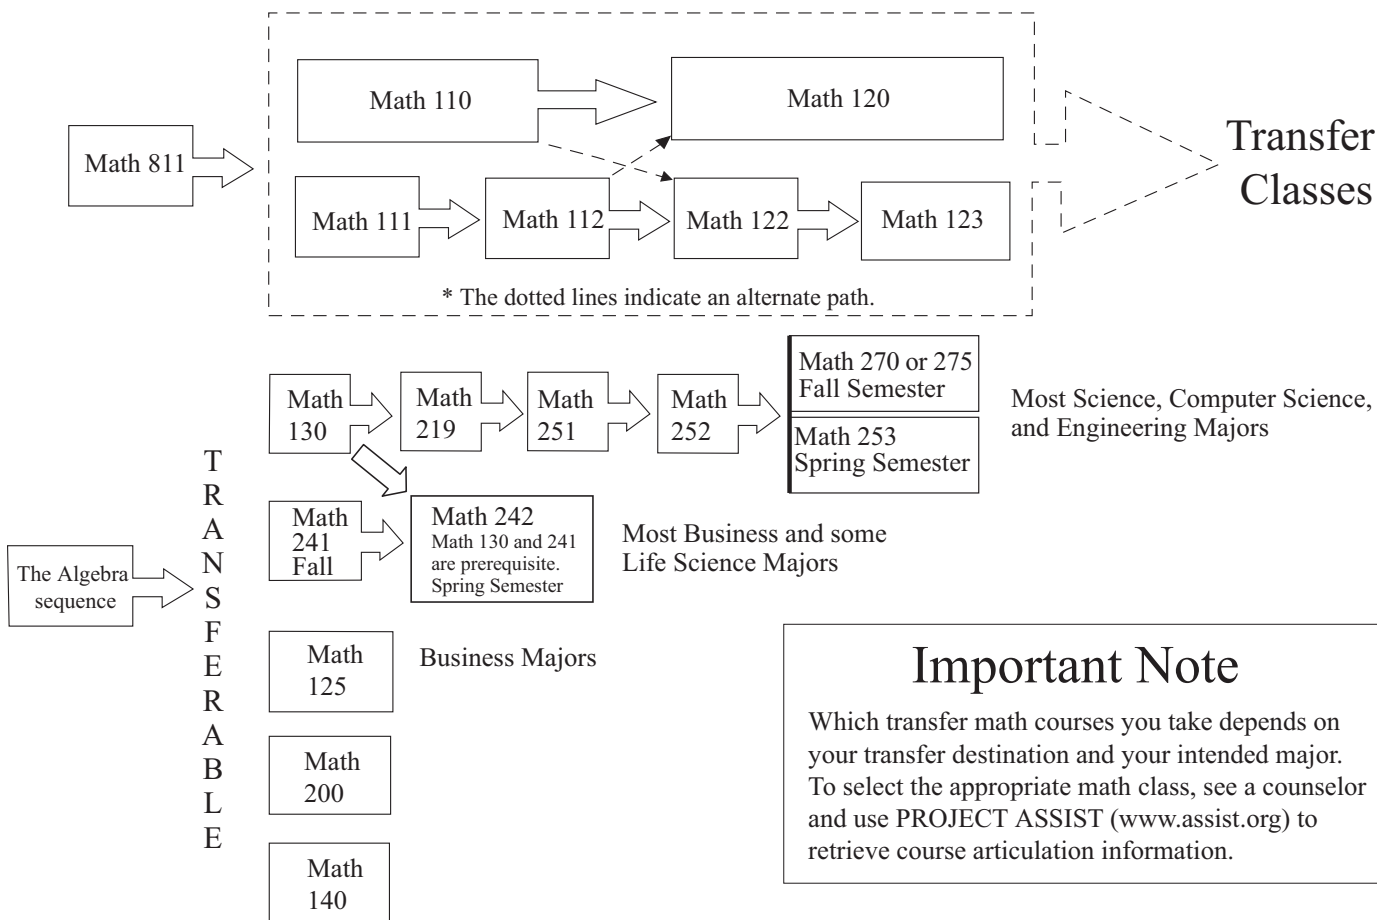 Math 110
Math 120
Math 811
Transfer
Classes
Math 111
Math 112
Math 122
Math 123
* The dotted lines indicate an alternate path.
Math
130
Math
219
Math
251
Math
252
Math 270 or 275
Fall Semester
Math 253
Spring Semester
Most Science, Computer Science,
and Engineering Majors
The Algebra
sequence
TRANSFERABLE
Math
241
Fall
Math 242
Math 130 and 241
are prerequisite.
Spring Semester
Most Business and some
Life Science Majors
Math
125
Business Majors
Math
200
Math
140
Important Note
Which transfer math courses you take depends on
your transfer destination and your intended major.
To select the appropriate math class, see a counselor
and use PROJECT ASSIST (www.assist.org) to
retrieve course articulation information.